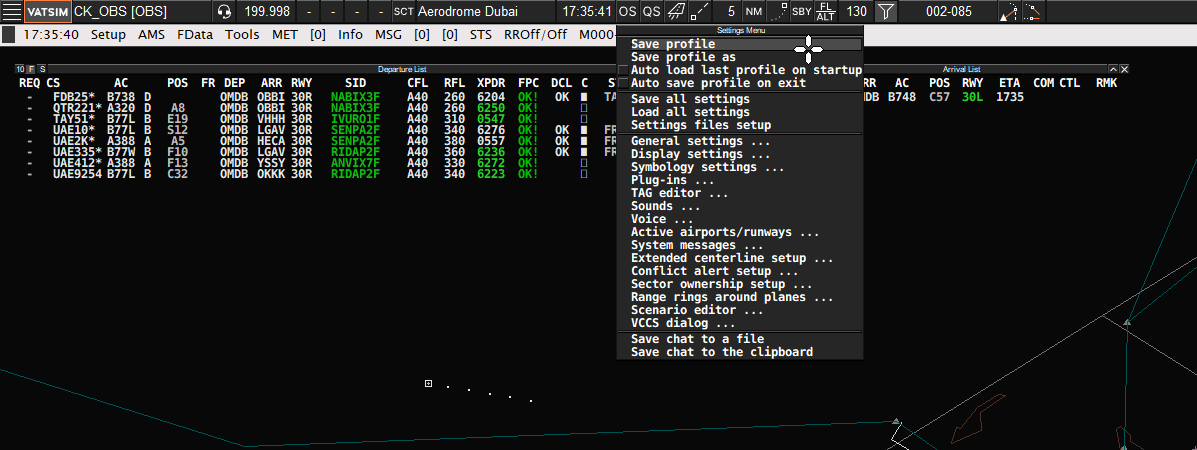 VATSIM CK_OBS [OBS] 199.998 - - - - SCT Aerodrome Dubai 17:35:41 OS QS 5 NM SBY FL ALT 130 002-085
17:35:40 Setup AMS FData Tools MET [0] Info MSG [0] [0] STS RROff/Off M000-
Settings Menu
Save profile
Save profile as
Auto load last profile on startup
Auto save profile on exit
Save all settings
Load all settings
Settings files setup
General settings ...
Display settings ...
Symbology settings ...
Plug-ins ...
TAG editor ...
Sounds ...
Voice ...
Active airports/runways ...
System messages ...
Extended centerline setup ...
Conflict alert setup ...
Sector ownership setup ...
Range rings around planes ...
Scenario editor ...
VCCS dialog ...
Save chat to a file
Save chat to the clipboard
10 F S Departure List
REQ CS AC POS FR DEP ARR RWY SID CFL RFL XPDR FPC DCL C S
- FDB25* B738 D OMDB OBBI 30R NABIX3F A40 260 6204 OK! OK TA
- QTR221* A320 D A8 OMDB OBBI 30R NABIX3F A40 260 6250 OK!
- TAY51* B77L B E19 OMDB VHHH 30R IVURO1F A40 310 0547 OK!
- UAE10* B77L B S12 OMDB LGAV 30R SENPA2F A40 340 6276 OK! OK FR
- UAE2K* A388 A A5 OMDB HECA 30R SENPA2F A40 380 0557 OK! OK FR
- UAE335* B77W B F10 OMDB LGAV 30R RIDAP2F A40 360 6236 OK! OK FR
- UAE412* A388 A F13 OMDB YSSY 30R ANVIX7F A40 330 6272 OK!
- UAE9254 B77L B C32 OMDB OKKK 30R RIDAP2F A40 340 6223 OK!
Arrival List
RR AC POS RWY ETA COM CTL RMK
DB B748 C57 30L 1735